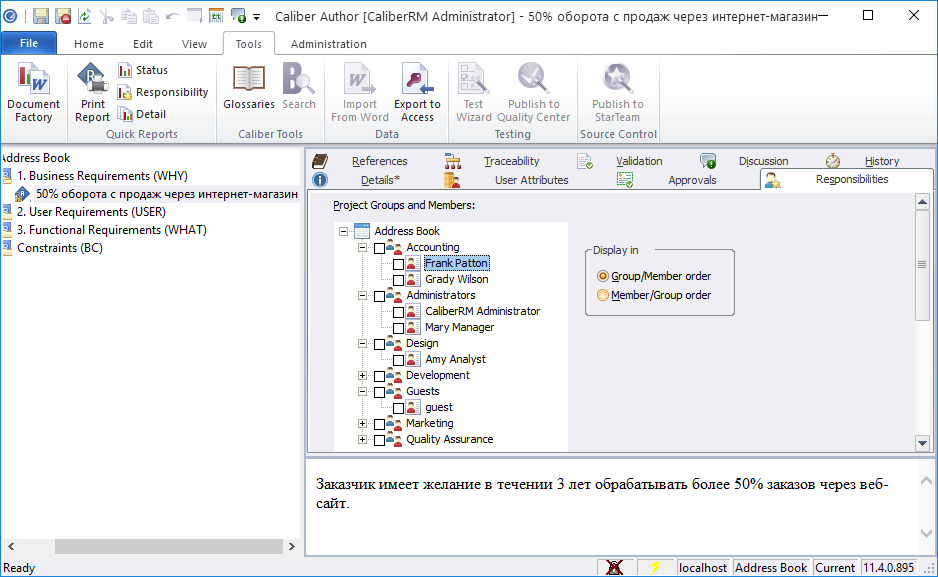 Caliber Author [CaliberRM Administrator] - 50% оборота с продаж через интернет-магазин
File Home Edit View Tools Administration
Document Factory
Print Report
Status
Responsibility
Detail
Quick Reports
Glossaries
Search
Caliber Tools
Import From Word
Export to Access
Data
Test Wizard
Publish to Quality Center
Testing
Publish to StarTeam
Source Control
Address Book
1. Business Requirements (WHY)
50% оборота с продаж через интернет-магазин
2. User Requirements (USER)
3. Functional Requirements (WHAT)
Constraints (BC)
References Traceability Validation Discussion History
Details* User Attributes Approvals Responsibilities
Project Groups and Members:
Address Book
Accounting
Frank Patton
Grady Wilson
Administrators
CaliberRM Administrator
Mary Manager
Design
Amy Analyst
Development
Guests
guest
Marketing
Quality Assurance
Display in
Group/Member order
Member/Group order
Заказчик имеет желание в течении 3 лет обрабатывать более 50% заказов через веб-
сайт.
Ready
localhost Address Book Current 11.4.0.895